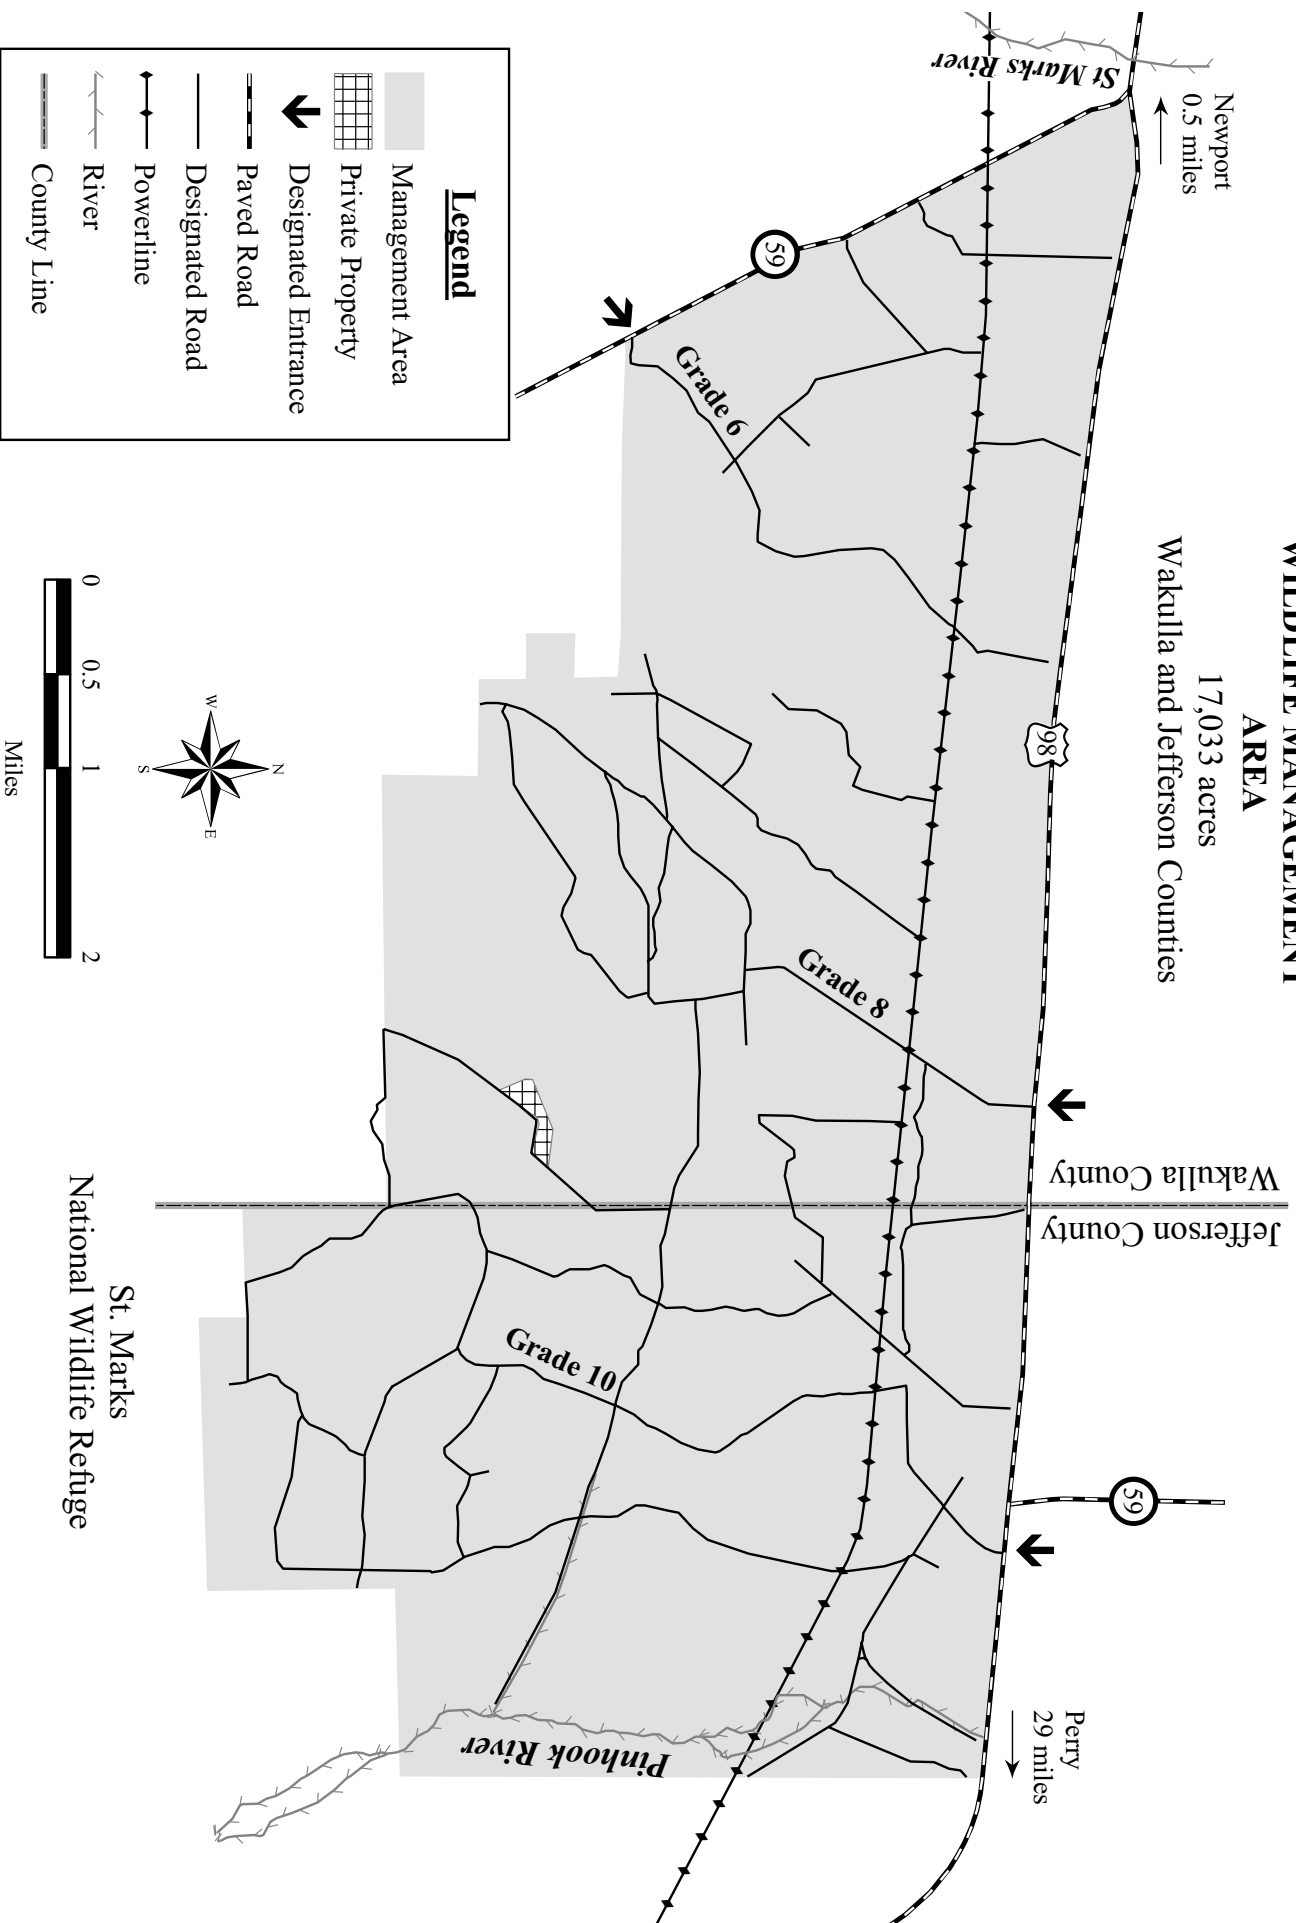 WILDLIFE MANAGEMENT
AREA
17,033 acres
Wakulla and Jefferson Counties
Newport
0.5 miles
St Marks River
59
Grade 6
98
Grade 8
Wakulla County
Jefferson County
59
Perry
29 miles
Grade 10
Pinhook River
St. Marks
National Wildlife Refuge
Legend
Management Area
Private Property
Designated Entrance
Paved Road
Designated Road
Powerline
River
County Line
N
W
E
S
0 0.5 1 2
Miles